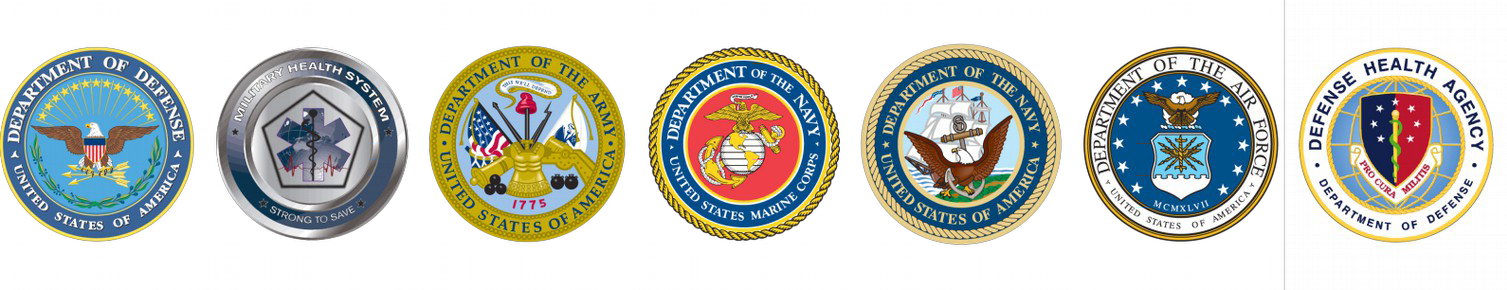 DEPARTMENT OF DEFENSE
UNITED STATES OF AMERICA
MILITARY HEALTH SYSTEM
STRONG TO SAVE
DEPARTMENT OF THE ARMY
THIS WE'LL DEFEND
1775
UNITED STATES OF AMERICA
DEPARTMENT OF THE NAVY
UNITED STATES MARINE CORPS
DEPARTMENT OF THE NAVY
UNITED STATES OF AMERICA
DEPARTMENT OF THE AIR FORCE
MCMXLVII
UNITED STATES OF AMERICA
DEFENSE HEALTH AGENCY
PRO CURA MILITIS
DEPARTMENT OF DEFENSE